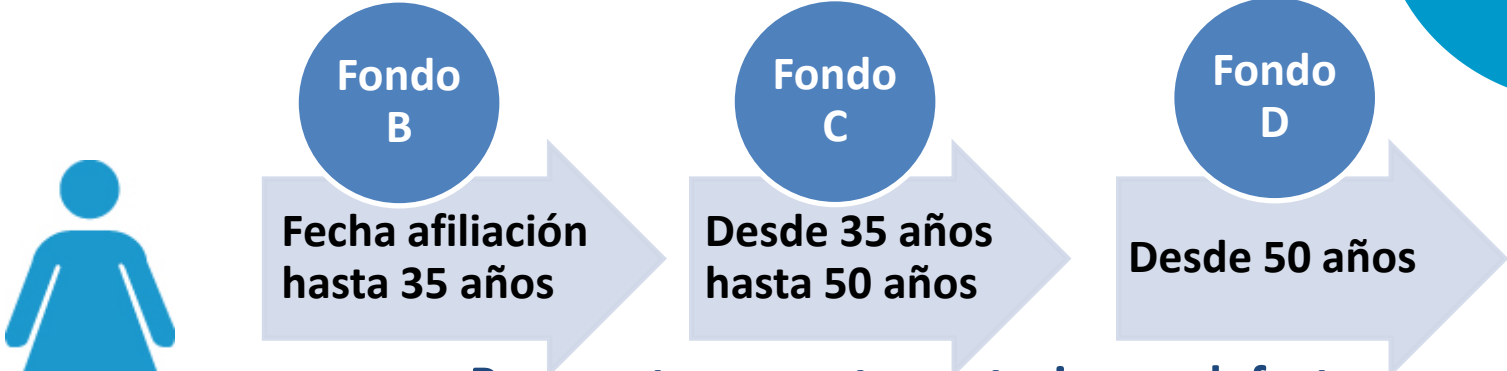 Fondo
B
Fecha afiliación
hasta 35 años
Fondo
C
Desde 35 años
hasta 50 años
Fondo
D
Desde 50 años